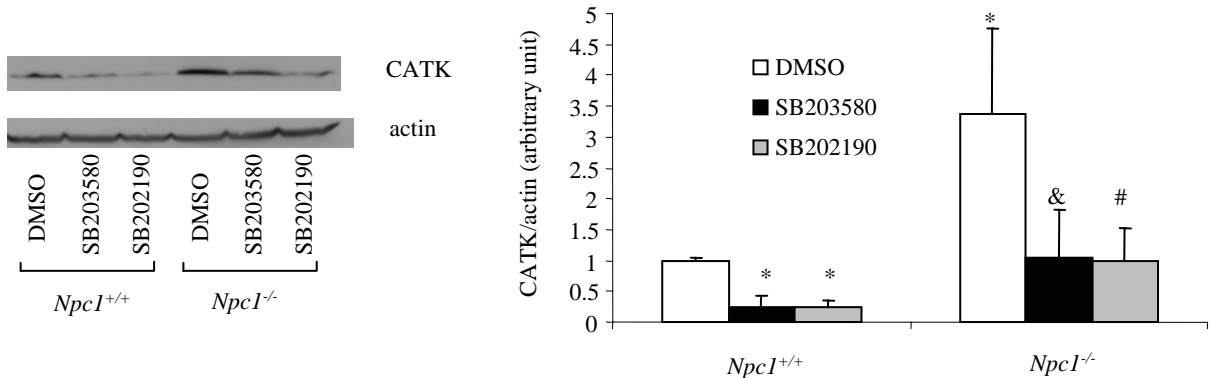 CATK
actin
DMSO
SB203580
SB202190
DMSO
SB203580
SB202190
Npc1+/+
Npc1-/-
CATK/actin (arbitrary unit)
5
4.5
4
3.5
3
2.5
2
1.5
1
0.5
0
DMSO
SB203580
SB202190
*
*
*
&
#
Npc1+/+
Npc1-/-